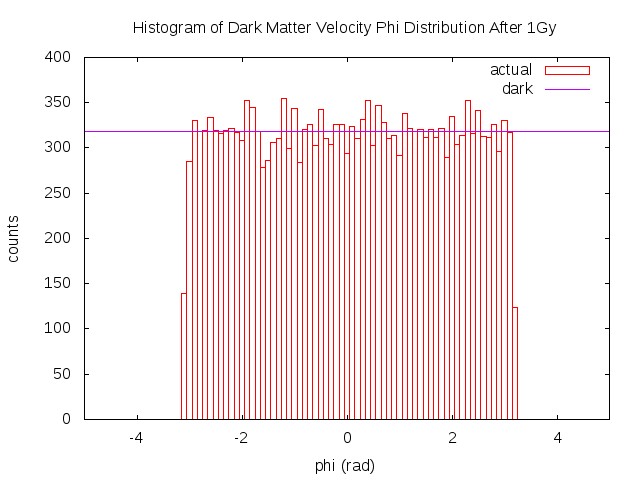 Histogram of Dark Matter Velocity Phi Distribution After 1Gy
400
350
300
250
200
150
100
50
0
counts
actual
dark
-4
-2
0
2
4
phi (rad)